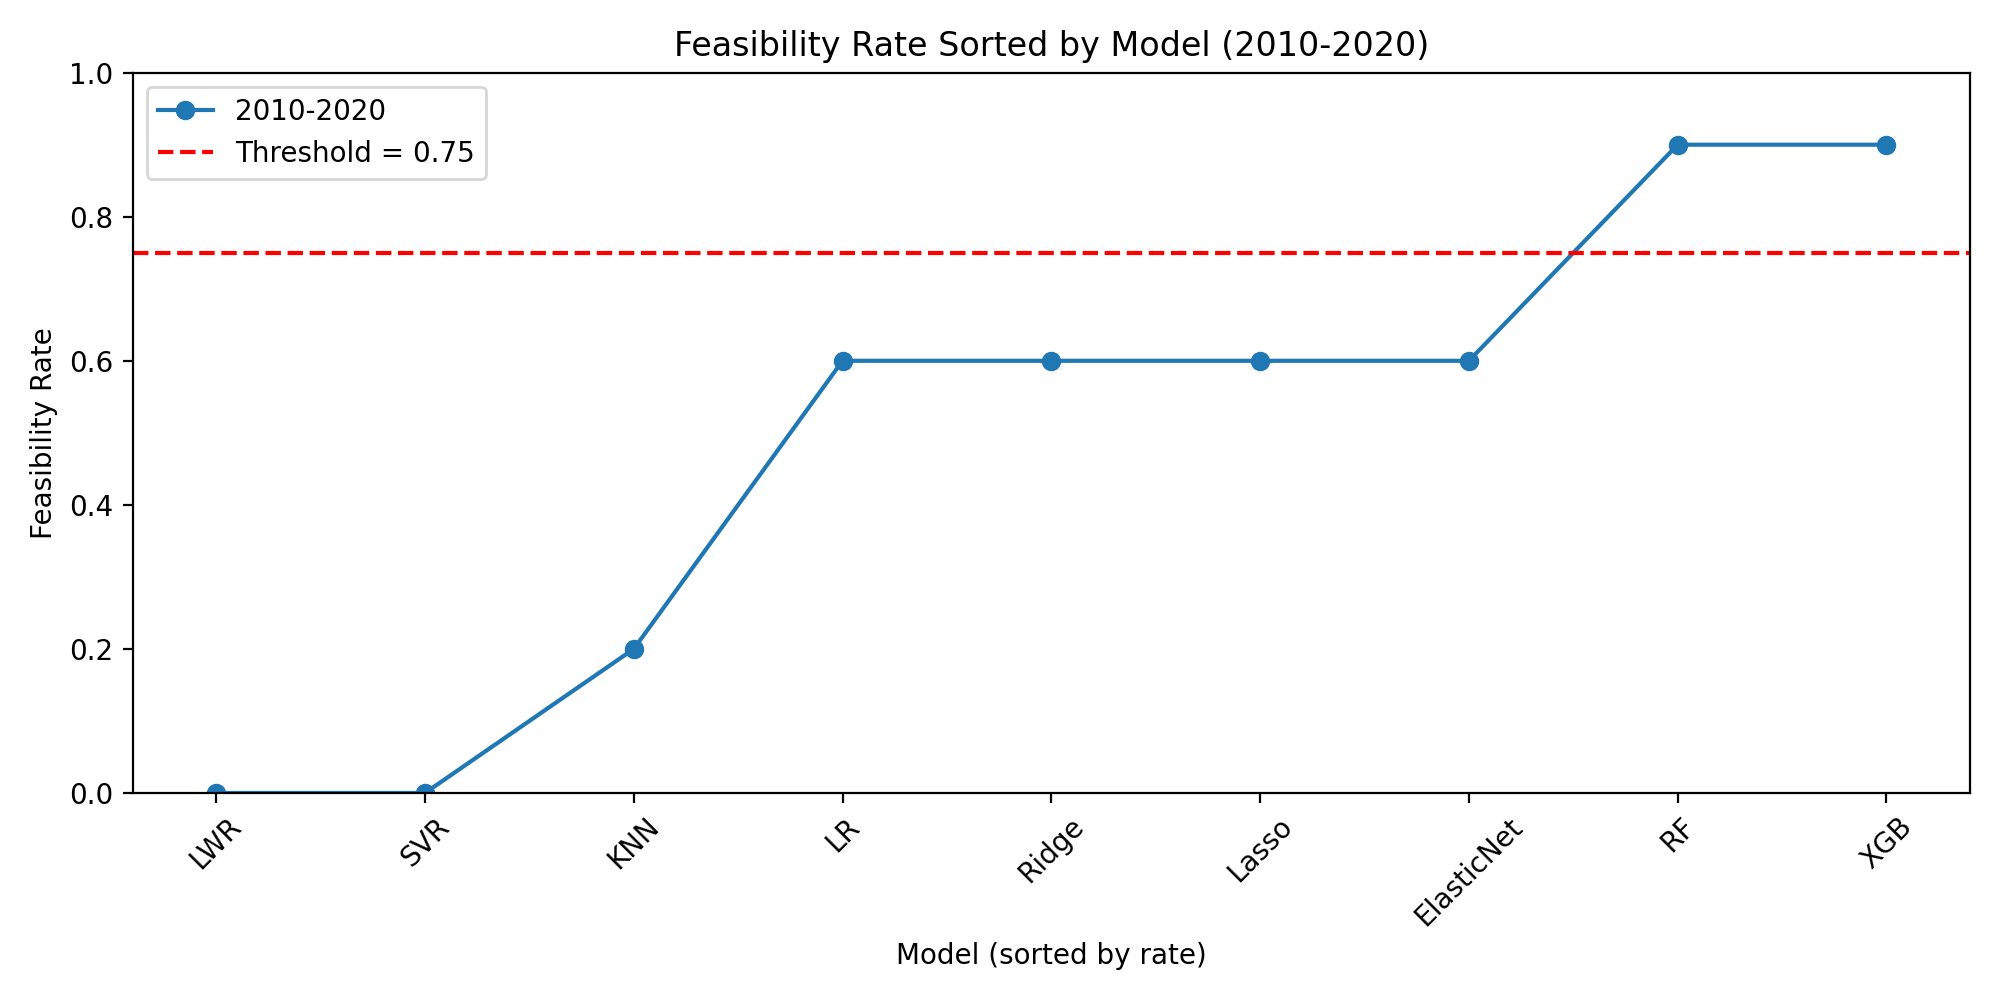 Feasibility Rate Sorted by Model (2010-2020)
2010-2020
Threshold = 0.75
Feasibility Rate
1.0
0.8
0.6
0.4
0.2
0.0
LWR
SVR
KNN
LR
Ridge
Lasso
ElasticNet
RF
XGB
Model (sorted by rate)